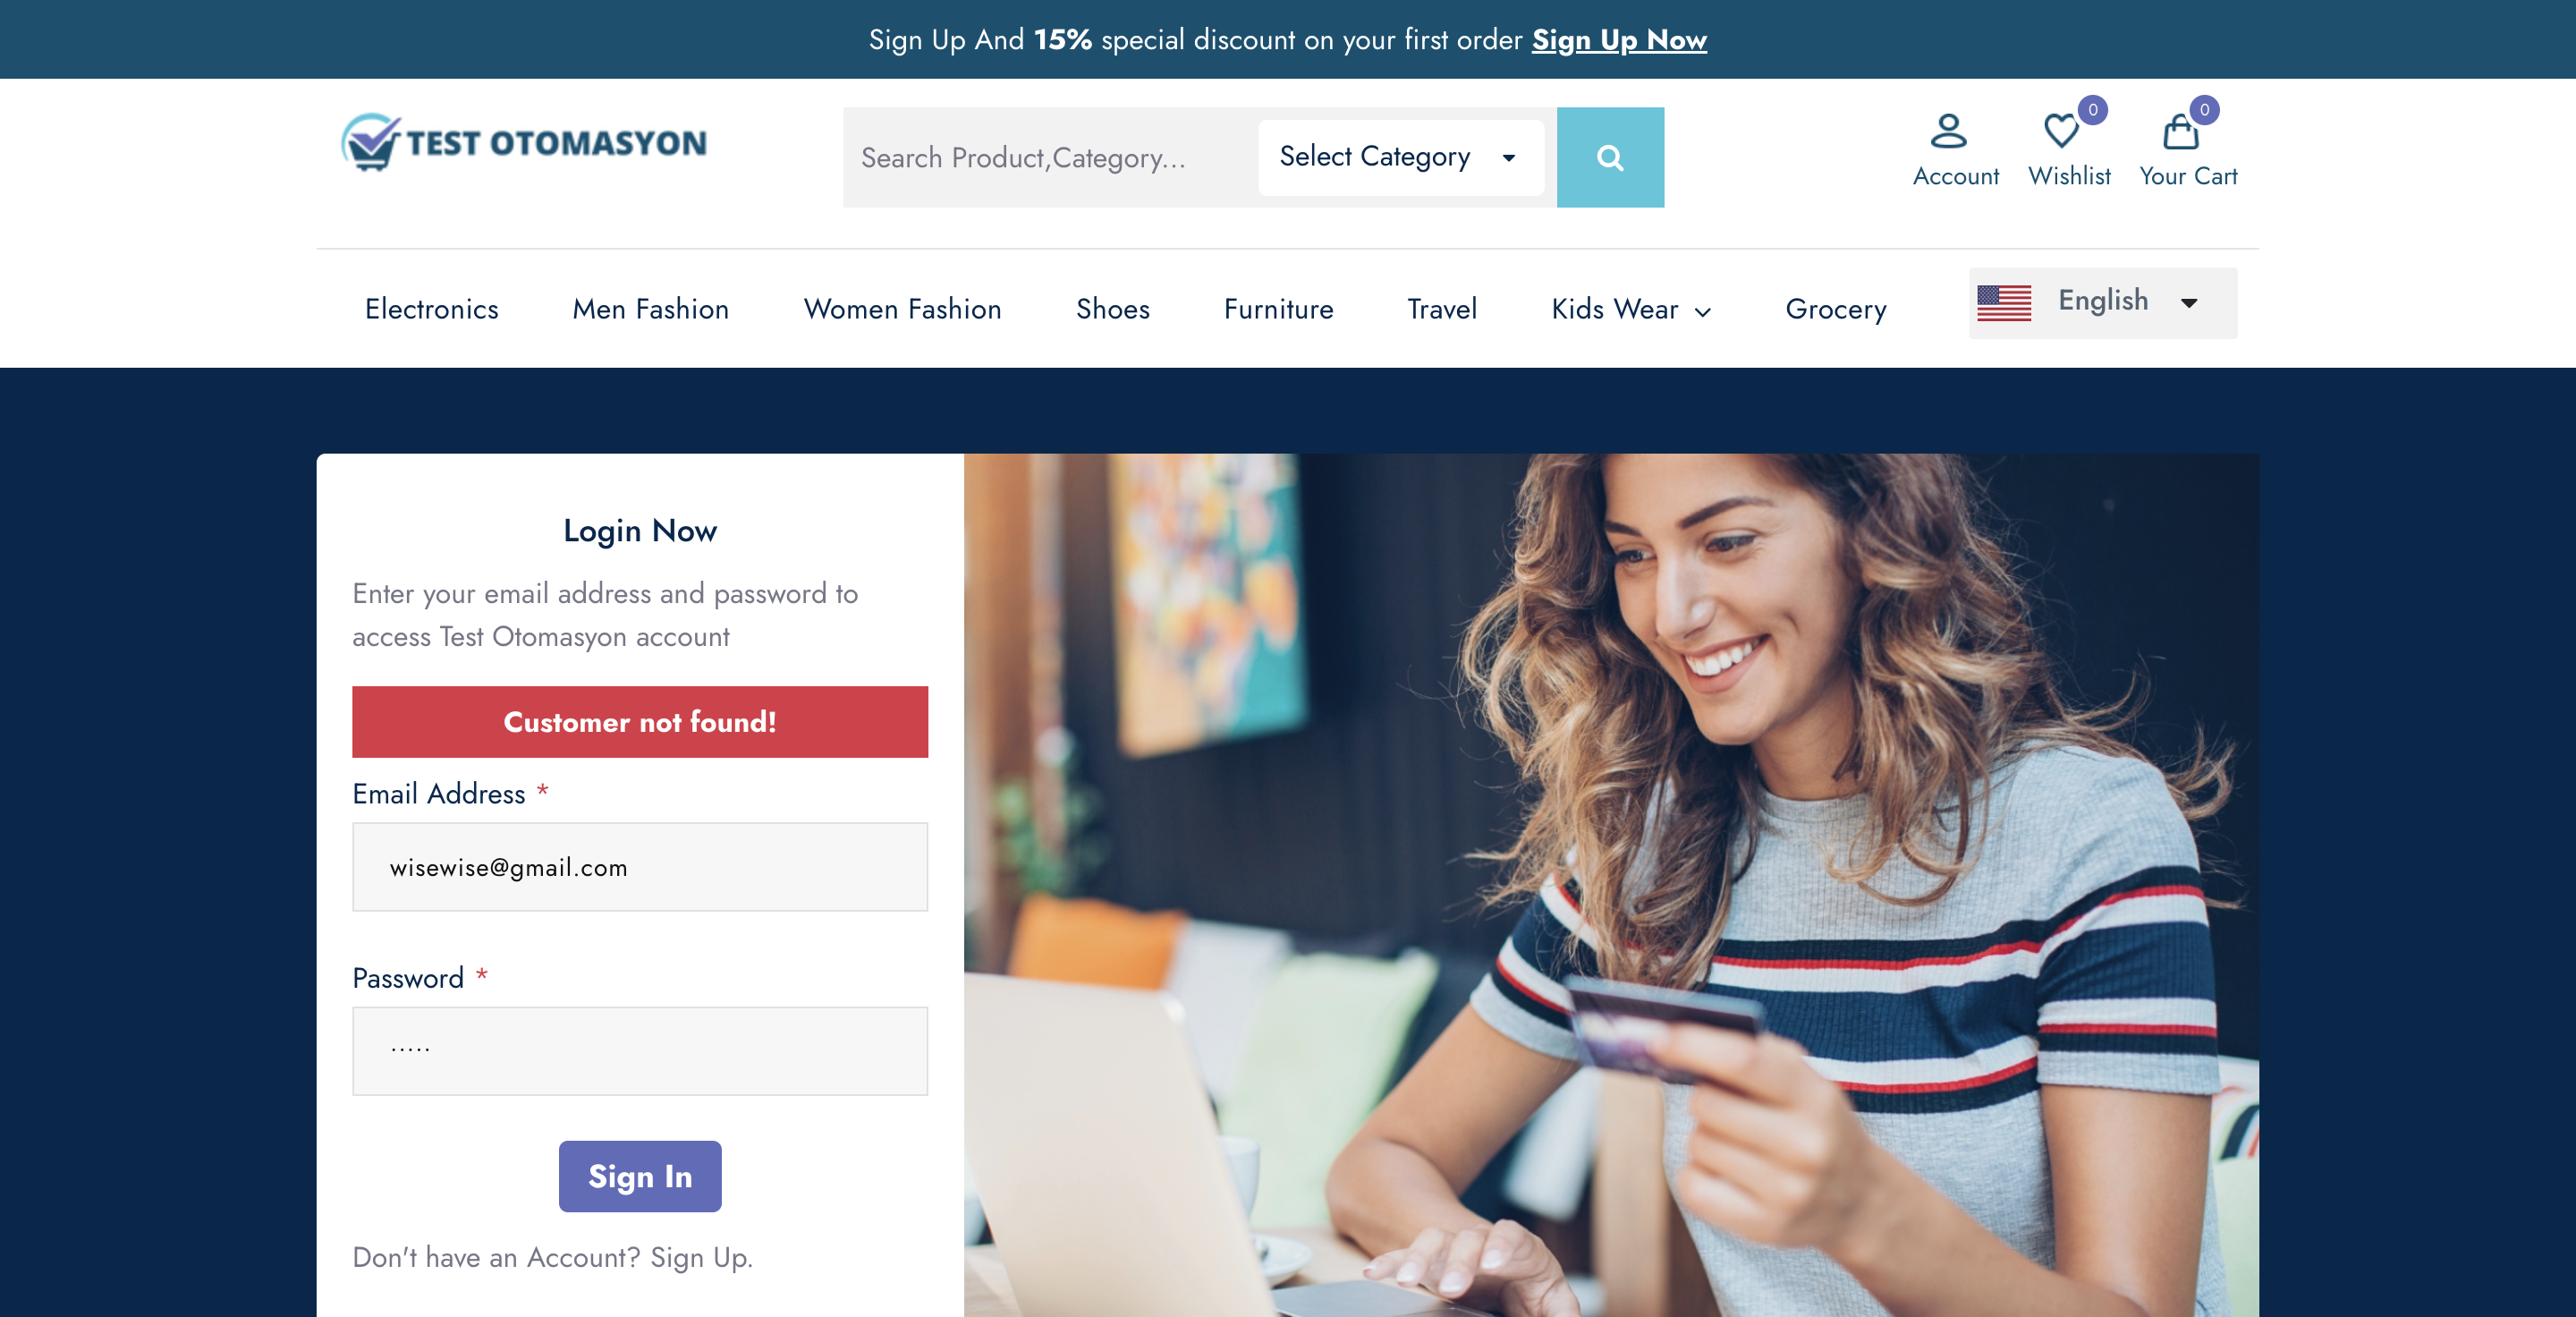 Sign Up And 15% special discount on your first order Sign Up Now
TEST OTOMASYON
Search Product,Category...
Select Category
0
0
Account
Wishlist
Your Cart
Electronics
Men Fashion
Women Fashion
Shoes
Furniture
Travel
Kids Wear
Grocery
English
Login Now
Enter your email address and password to
access Test Otomasyon account
Customer not found!
Email Address *
wisewise@gmail.com
Password *
.....
Sign In
Don't have an Account? Sign Up.